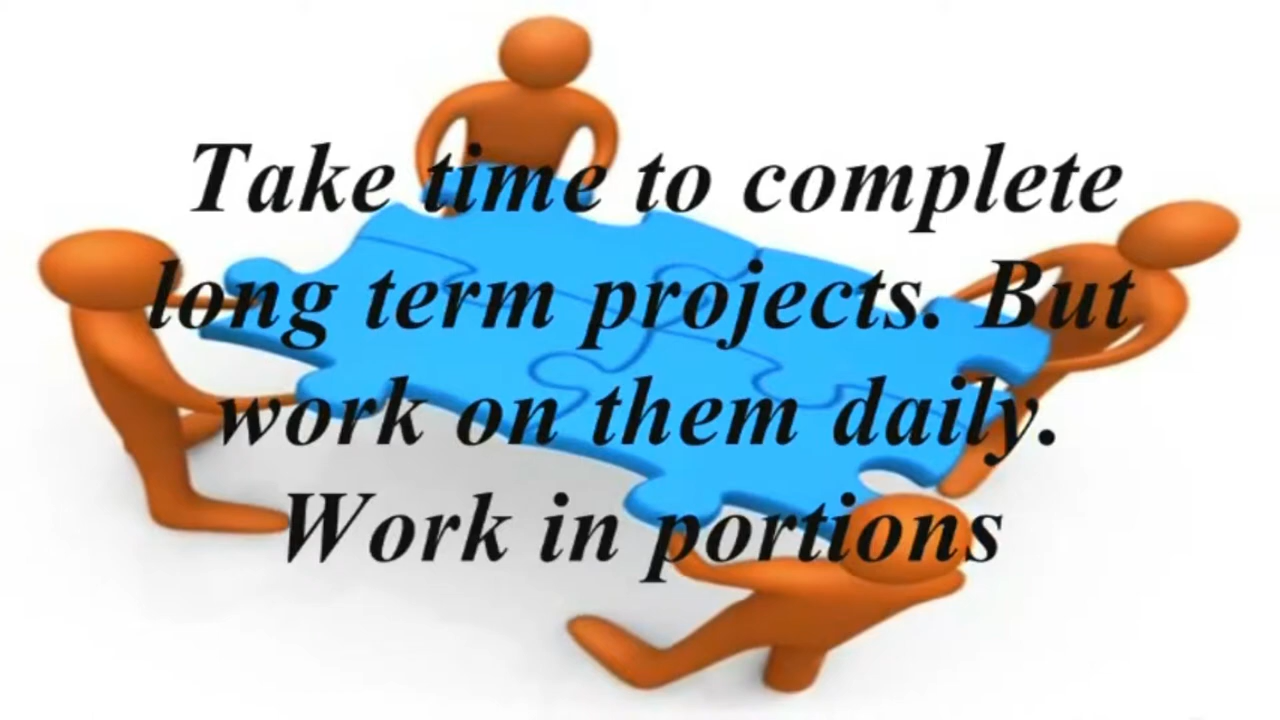 Take time to complete
long term projects. But
work on them daily.
Work in portions